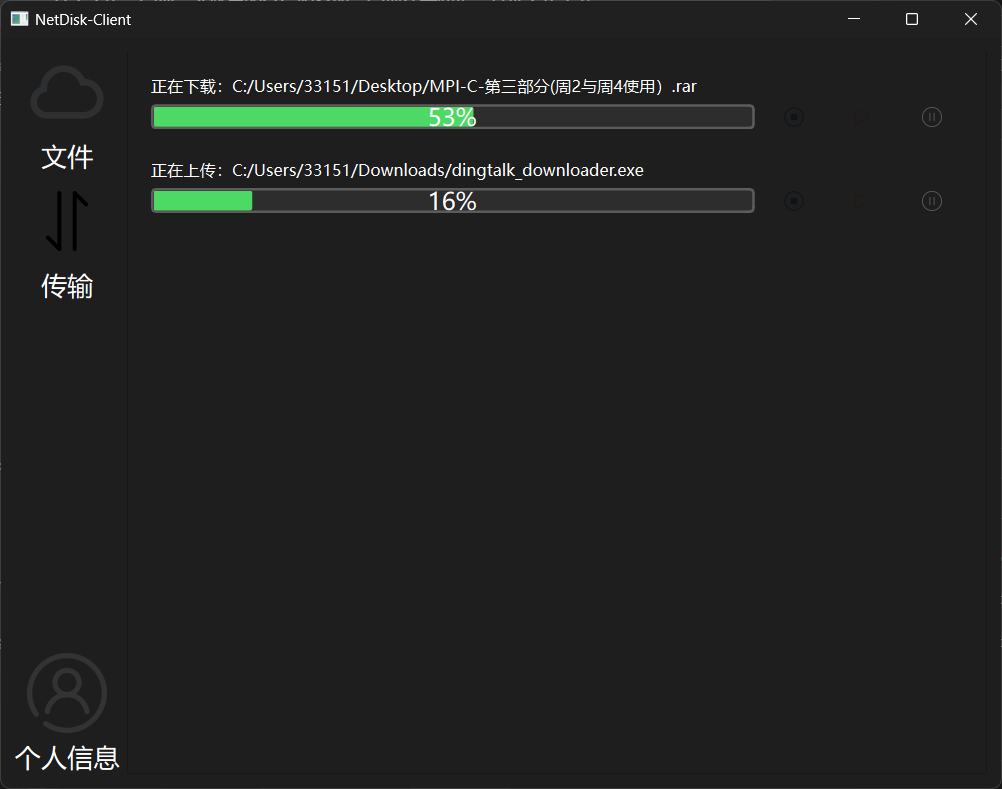 NetDisk-Client
文件
传输
个人信息
正在下载：C:/Users/33151/Desktop/MPI-C-第三部分(周2与周4使用）.rar
53%
正在上传：C:/Users/33151/Downloads/dingtalk_downloader.exe
16%